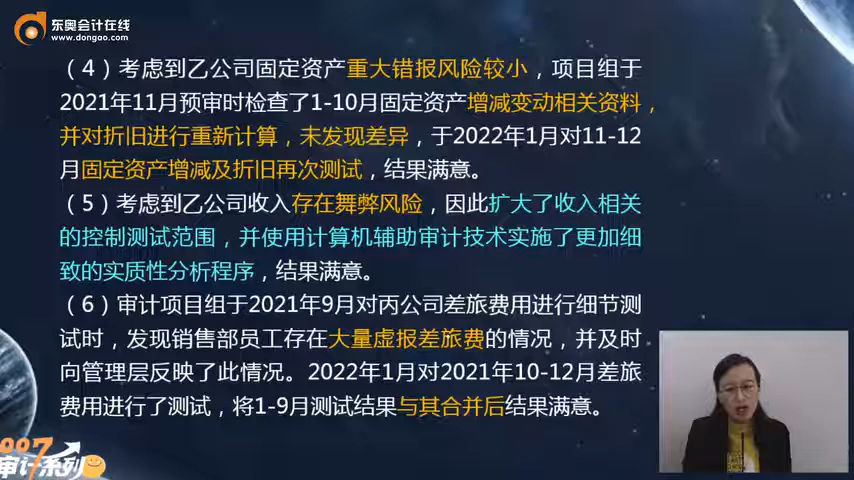 东奥会计在线
www.dongao.com
（4）考虑到乙公司固定资产重大错报风险较小，项目组于
2021年11月预审时检查了1-10月固定资产增减变动相关资料，
并对折旧进行重新计算，未发现差异，于2022年1月对11-12
月固定资产增减及折旧再次测试，结果满意。
（5）考虑到乙公司收入存在舞弊风险，因此扩大了收入相关
的控制测试范围，并使用计算机辅助审计技术实施了更加细
致的实质性分析程序，结果满意。
（6）审计项目组于2021年9月对丙公司差旅费用进行细节测
试时，发现销售部员工存在大量虚报差旅费的情况，并及时
向管理层反映了此情况。2022年1月对2021年10-12月差旅
费用进行了测试，将1-9月测试结果与其合并后结果满意。
007
审计系列